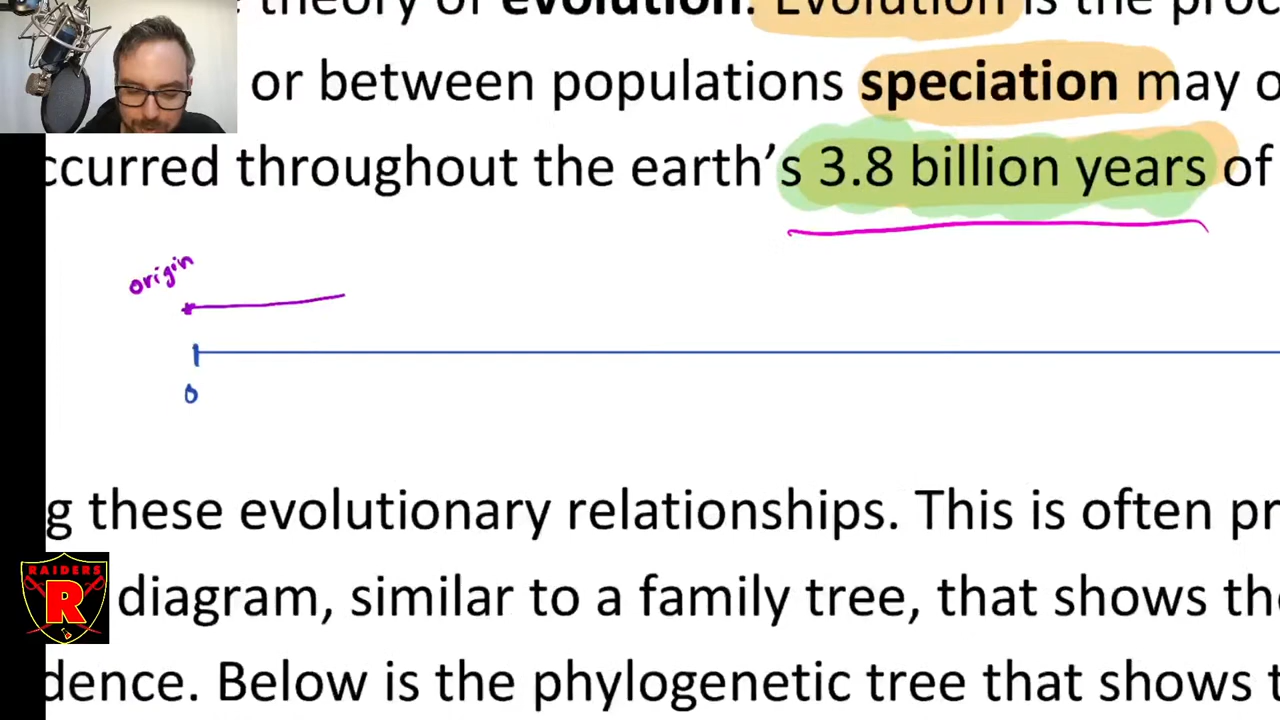 theory of evolution. Evolution is the proc
or between populations speciation may o
ccurred throughout the earth's 3.8 billion years of
origin
0
g these evolutionary relationships. This is often pr
RAIDERS
R
diagram, similar to a family tree, that shows the
dence. Below is the phylogenetic tree that shows t